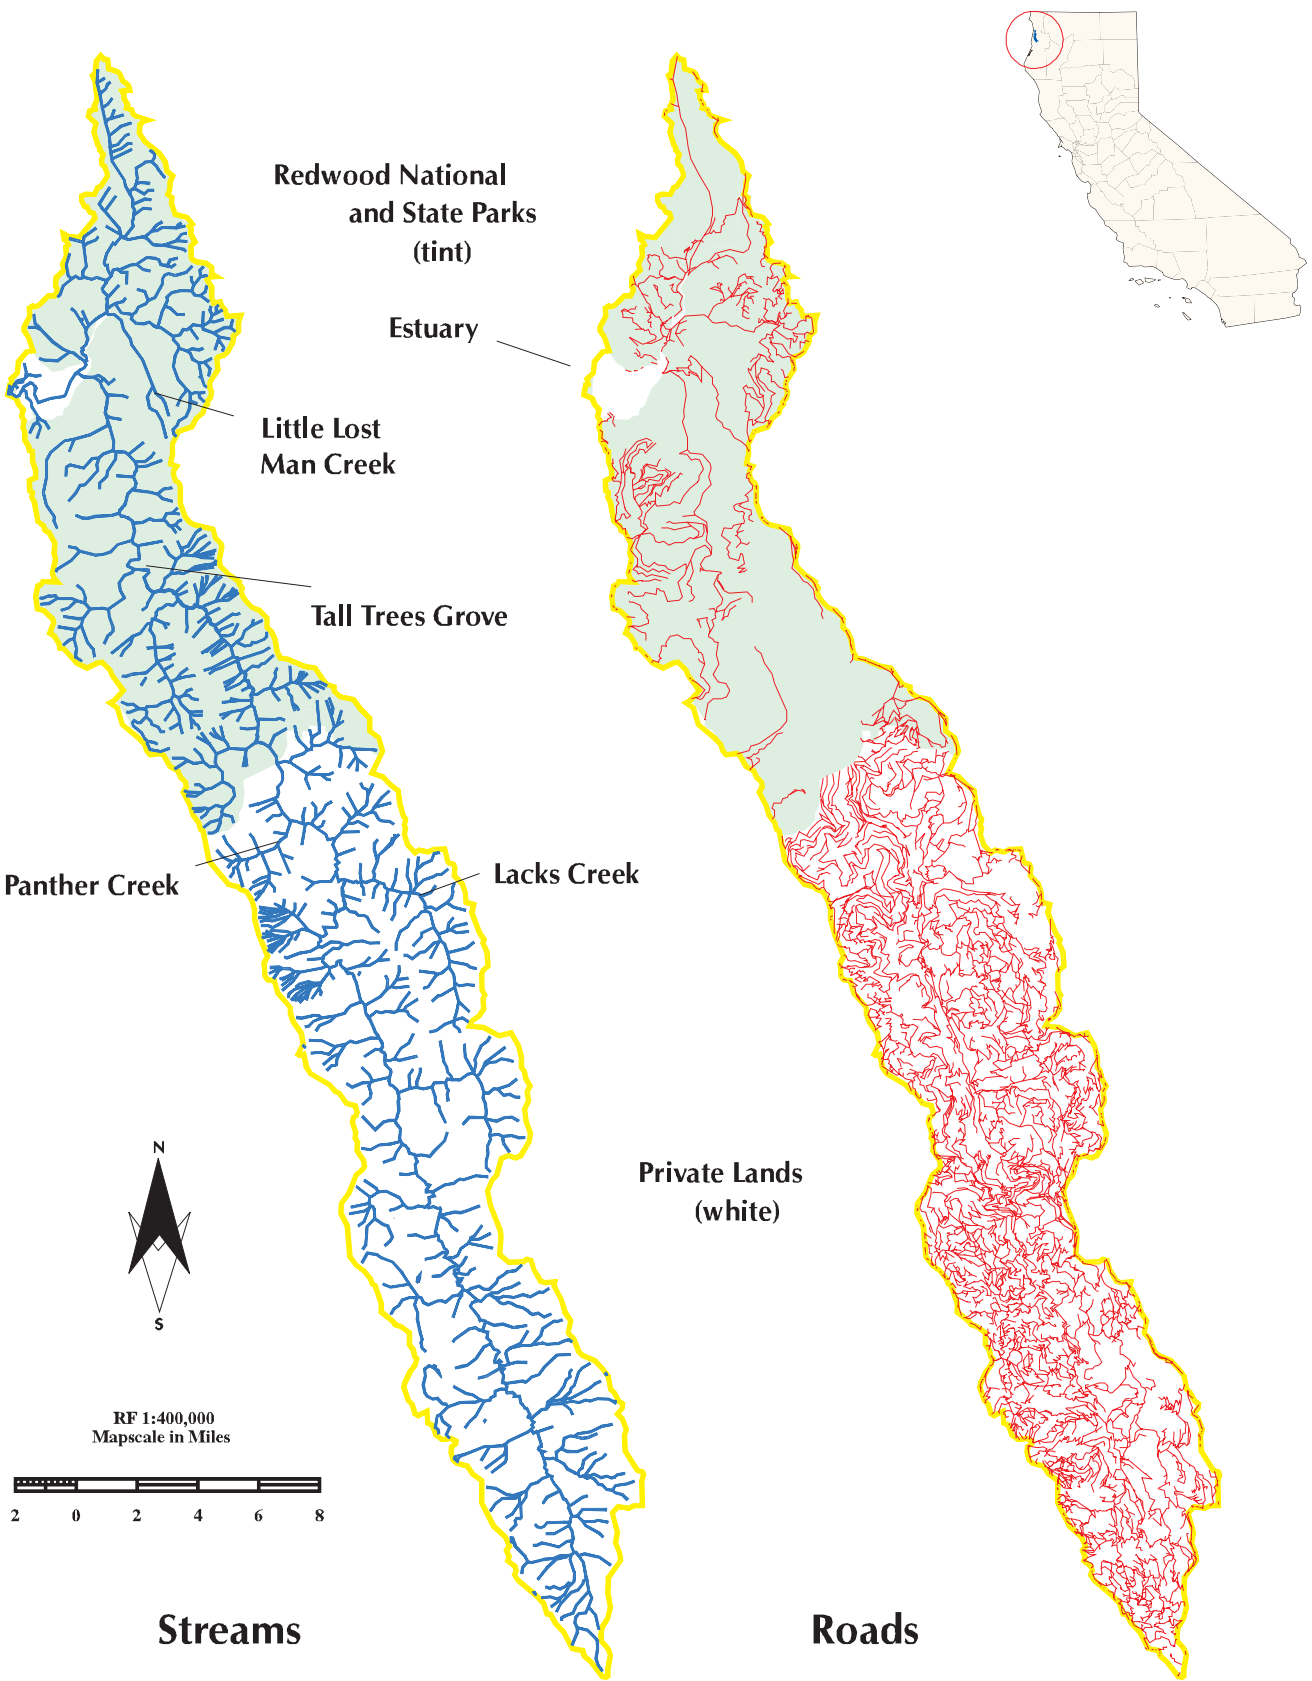 Redwood National
and State Parks
(tint)
Estuary
Little Lost
Man Creek
Tall Trees Grove
Panther Creek
Lacks Creek
N
S
Private Lands
(white)
RF 1:400,000
Mapscale in Miles
2 0 2 4 6 8
Streams
Roads